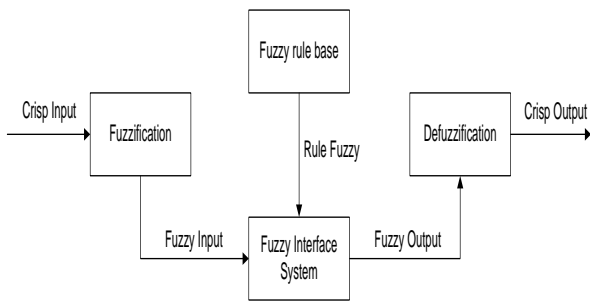 Fuzzy rule base
Crisp Input
Fuzzification
Defuzzification
Crisp Output
Rule Fuzzy
Fuzzy Input
Fuzzy Interface
System
Fuzzy Output